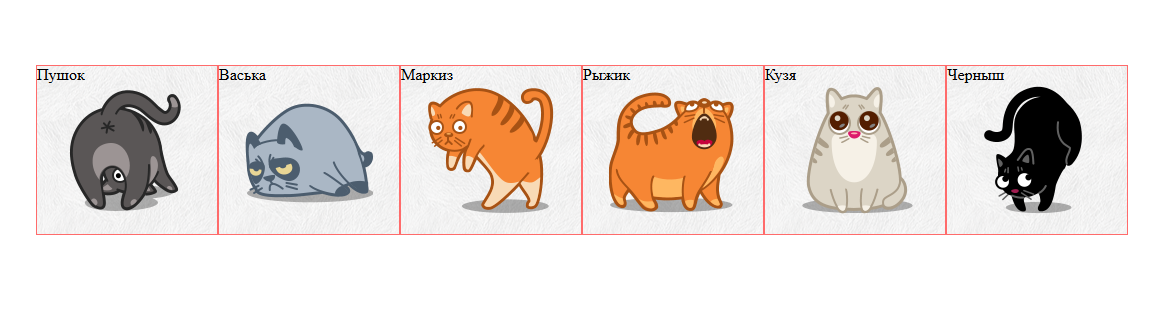 Пушок
Васька
Маркиз
Рыжик
Кузя
Черныш